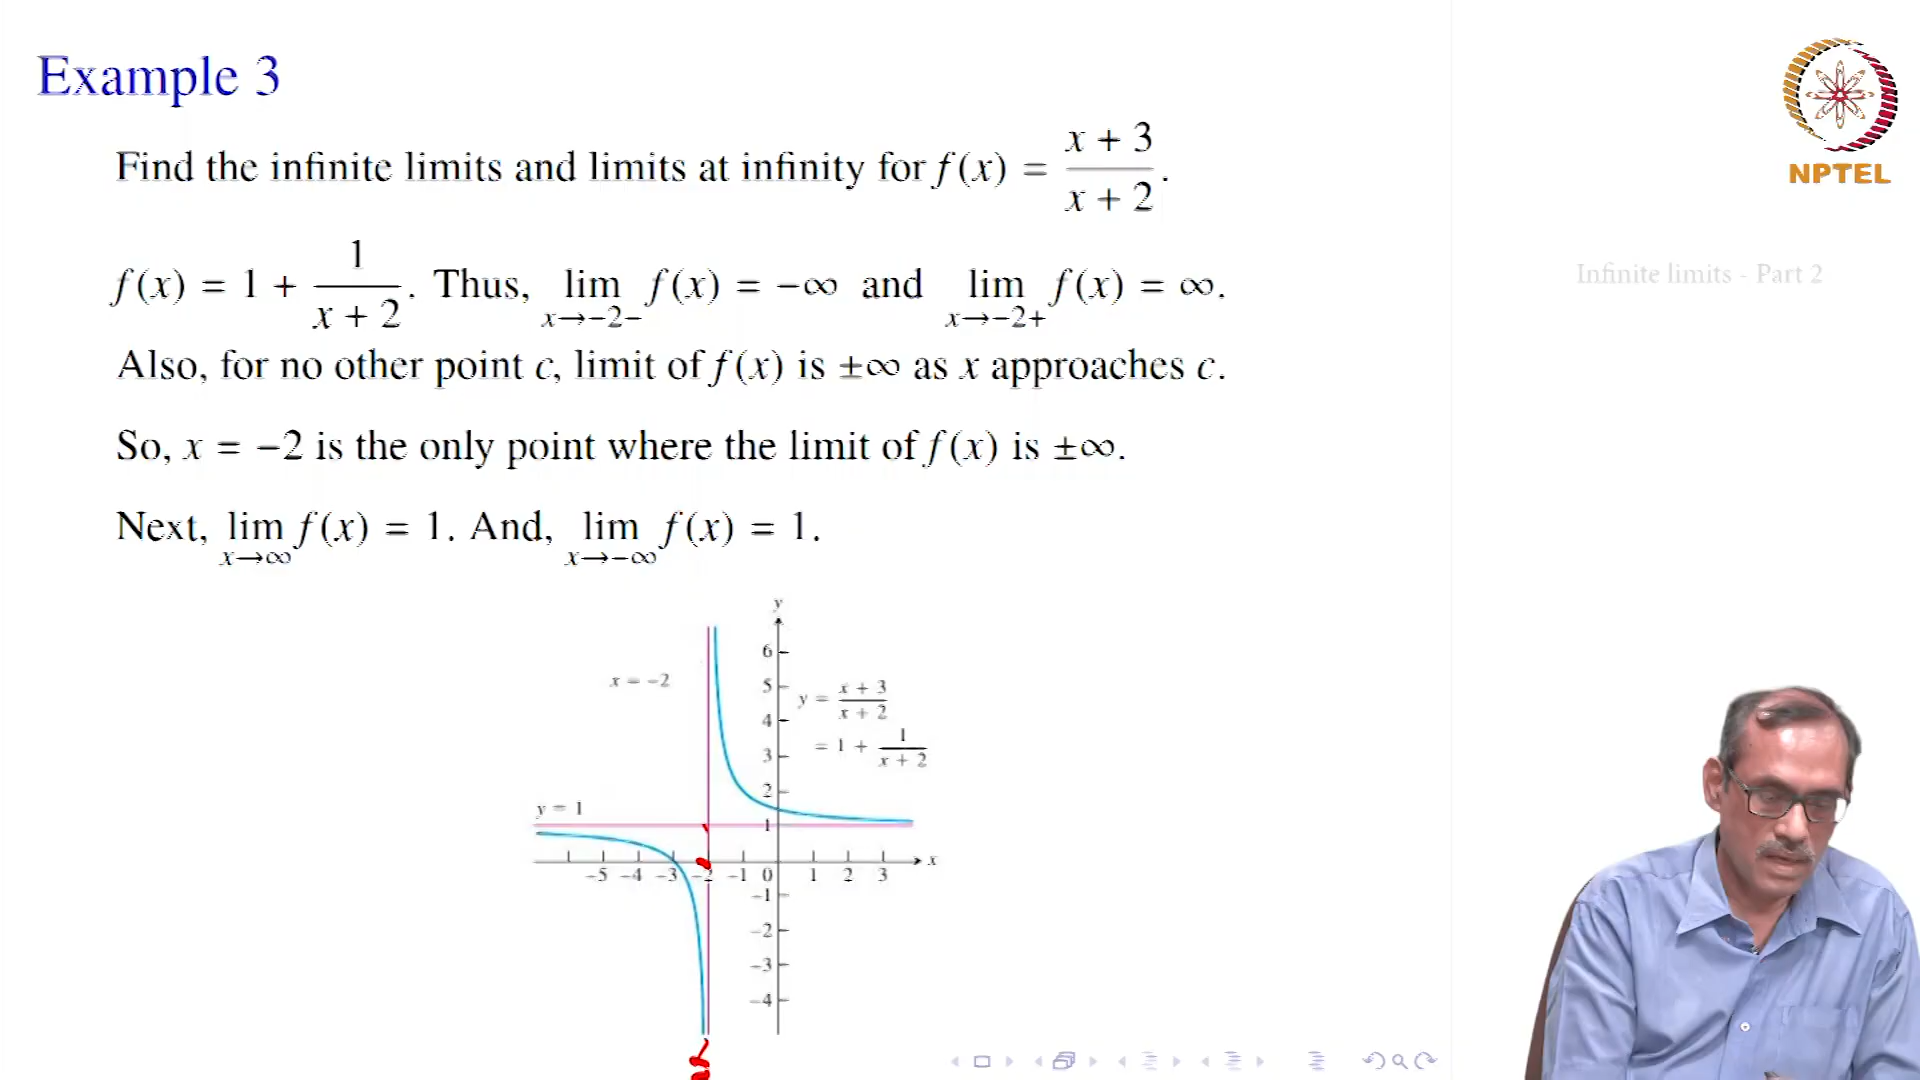 Example 3
Find the infinite limits and limits at infinity for f(x) = (x + 3)/(x + 2).
f(x) = 1 + 1/(x + 2). Thus, lim x→−2− f(x) = −∞ and lim x→−2+ f(x) = ∞.
Also, for no other point c, limit of f(x) is ±∞ as x approaches c.
So, x = −2 is the only point where the limit of f(x) is ±∞.
Next, lim x→∞ f(x) = 1. And, lim x→−∞ f(x) = 1.
y
6
x = −2
5
y = (x + 3)/(x + 2)
4
= 1 + 1/(x + 2)
3
2
y = 1
1
x
−5 −4 −3 −2 −1 0 1 2 3
−1
−2
−3
−4
NPTEL
Infinite limits - Part 2